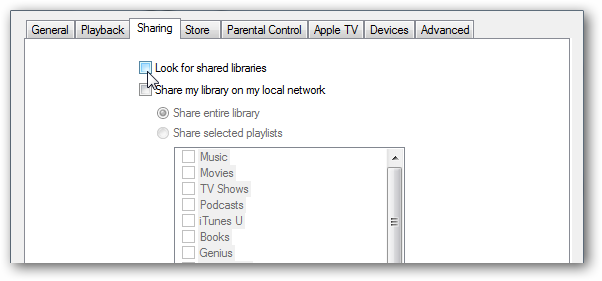 General Playback Sharing Store Parental Control Apple TV Devices Advanced
Look for shared libraries
Share my library on my local network
Share entire library
Share selected playlists
Music
Movies
TV Shows
Podcasts
iTunes U
Books
Genius